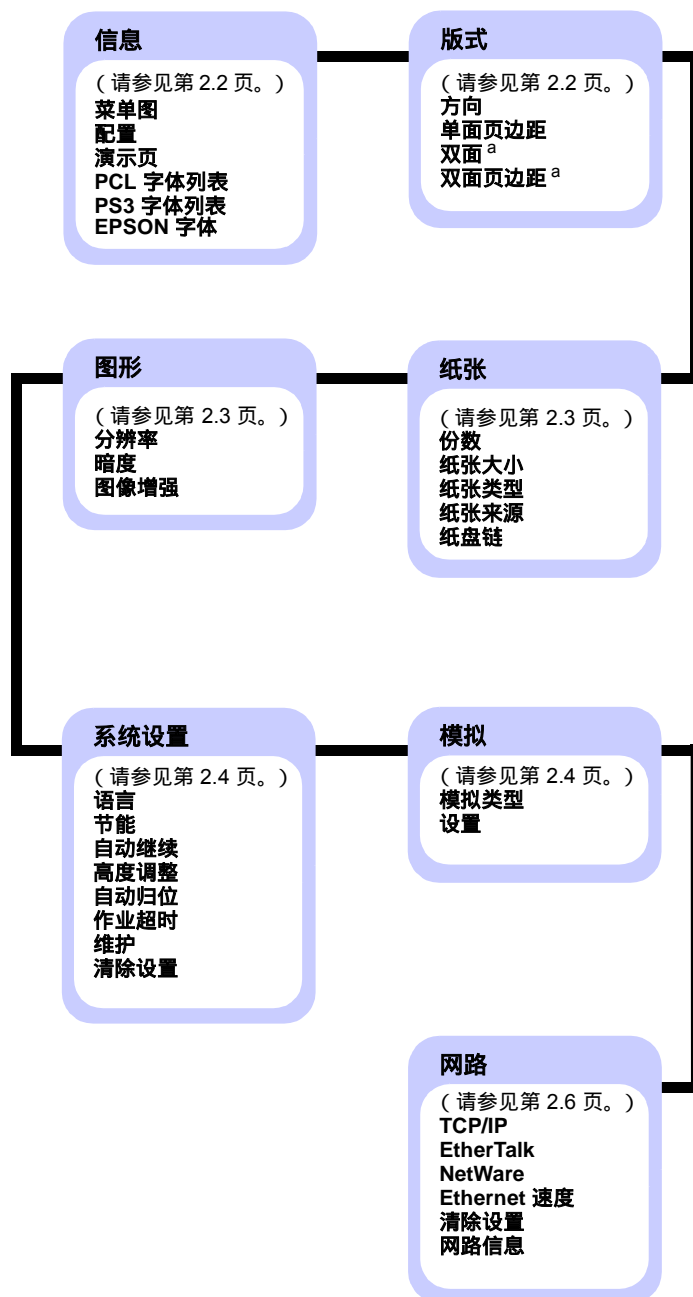 信息
(请参见第 2.2 页。)
菜单图
配置
演示页
PCL 字体列表
PS3 字体列表
EPSON 字体
版式
(请参见第 2.2 页。)
方向
单面页边距
双面 a
双面页边距 a
图形
(请参见第 2.3 页。)
分辨率
暗度
图像增强
纸张
(请参见第 2.3 页。)
份数
纸张大小
纸张类型
纸张来源
纸盘链
系统设置
(请参见第 2.4 页。)
语言
节能
自动继续
高度调整
自动归位
作业超时
维护
清除设置
模拟
(请参见第 2.4 页。)
模拟类型
设置
网路
(请参见第 2.6 页。)
TCP/IP
EtherTalk
NetWare
Ethernet 速度
清除设置
网路信息